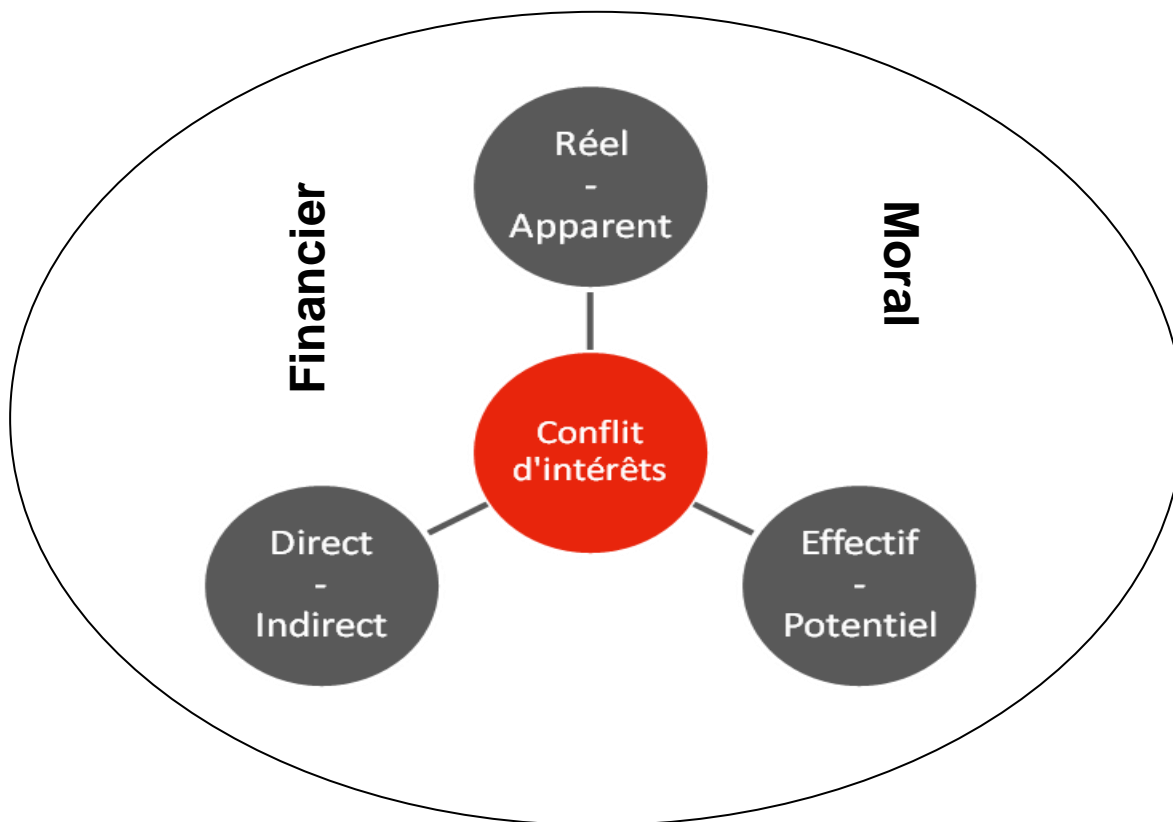 Réel
-
Apparent
Financier
Moral
Conflit
d'intérêts
Direct
-
Indirect
Effectif
-
Potentiel